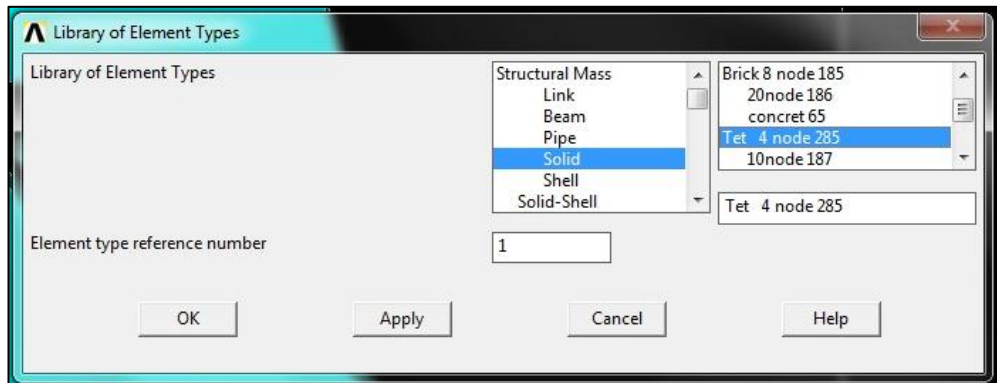 Library of Element Types
Library of Element Types
Structural Mass
Link
Beam
Pipe
Solid
Shell
Solid-Shell
Brick 8 node 185
20node 186
concret 65
Tet 4 node 285
10node 187
Tet 4 node 285
Element type reference number
1
OK
Apply
Cancel
Help